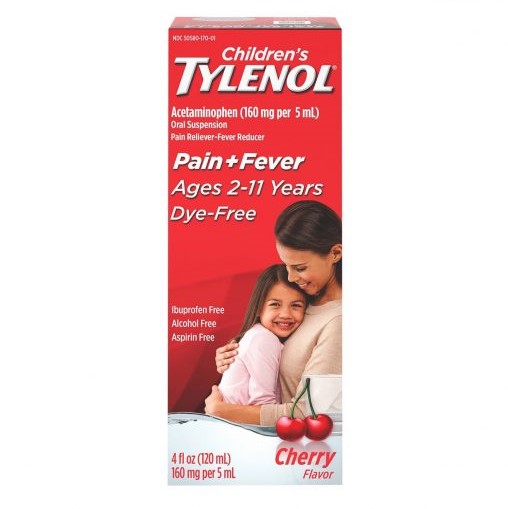 NDC 50580-170-01
Children's
TYLENOL®
Acetaminophen (160 mg per 5 mL)
Oral Suspension
Pain Reliever-Fever Reducer
Pain+Fever
Ages 2-11 Years
Dye-Free
Ibuprofen Free
Alcohol Free
Aspirin Free
4 fl oz (120 mL)
160 mg per 5 mL
Cherry
Flavor